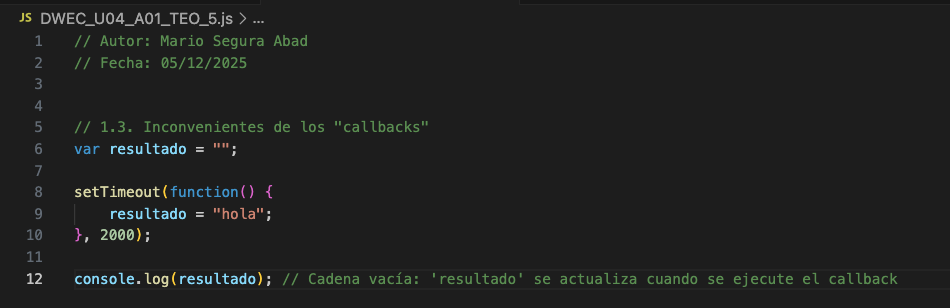 JS DWEC_U04_A01_TEO_5.js > ...
1 // Autor: Mario Segura Abad
2 // Fecha: 05/12/2025
3
4
5 // 1.3. Inconvenientes de los "callbacks"
6 var resultado = "";
7
8 setTimeout(function() {
9     resultado = "hola";
10 }, 2000);
11
12 console.log(resultado); // Cadena vacía: 'resultado' se actualiza cuando se ejecute el callback